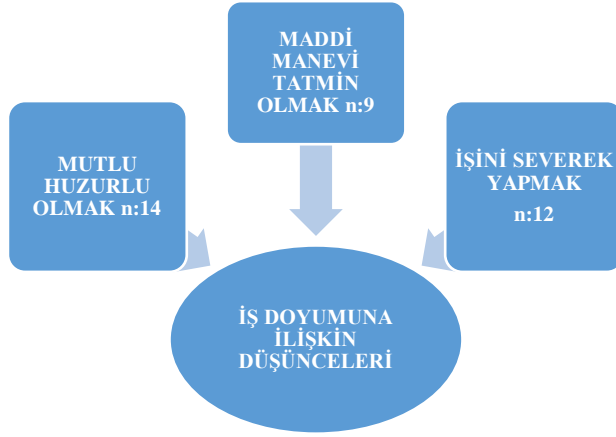 MADDİ
MANEVİ
TATMİN
OLMAK n:9
MUTLU
HUZURLU
OLMAK n:14
İŞİNİ SEVEREK
YAPMAK
n:12
İŞ DOYUMUNA
İLİŞKİN
DÜŞÜNCELERİ